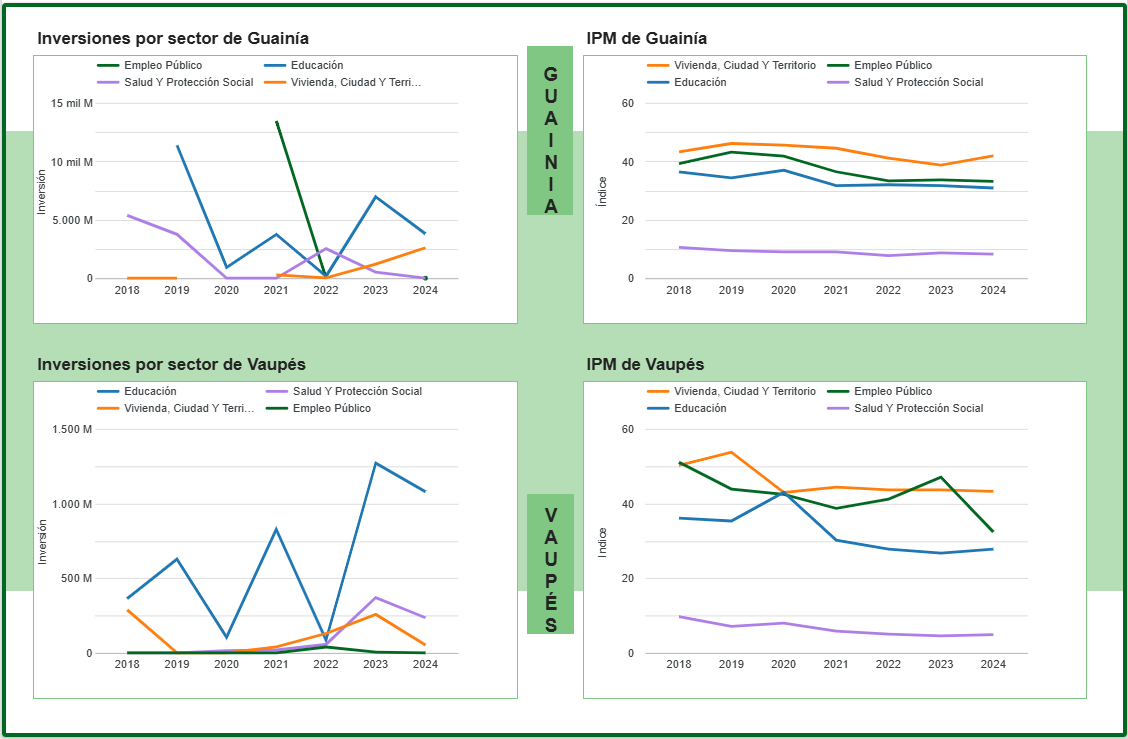 Inversiones por sector de Guainía
Empleo Público Educación
Salud Y Protección Social Vivienda, Ciudad Y Terri...
15 mil M
10 mil M
5.000 M
0
Inversión
2018 2019 2020 2021 2022 2023 2024
GUAINIA
IPM de Guainía
Vivienda, Ciudad Y Territorio Empleo Público
Educación Salud Y Protección Social
60
40
20
0
Índice
2018 2019 2020 2021 2022 2023 2024
Inversiones por sector de Vaupés
Educación Salud Y Protección Social
Vivienda, Ciudad Y Terri... Empleo Público
1.500 M
1.000 M
500 M
0
Inversión
2018 2019 2020 2021 2022 2023 2024
VAUPÉS
IPM de Vaupés
Vivienda, Ciudad Y Territorio Empleo Público
Educación Salud Y Protección Social
60
40
20
0
Indice
2018 2019 2020 2021 2022 2023 2024